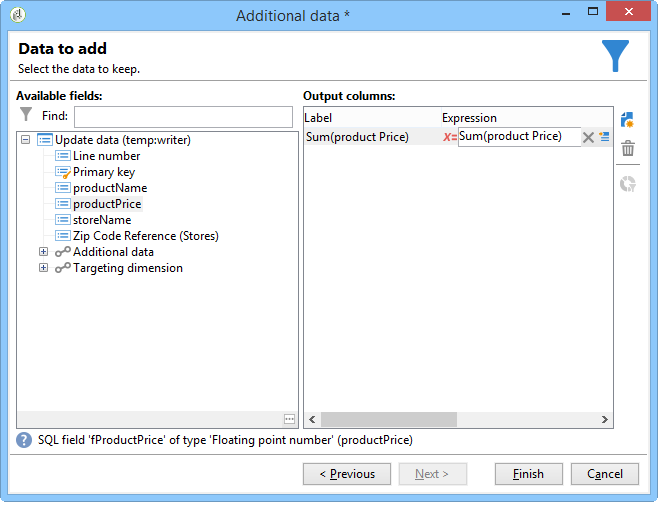 Additional data *
Data to add
Select the data to keep.
Available fields:
Output columns:
Find:
Label Expression
Update data (temp:writer)
Sum(product Price) X= Sum(product Price)
Line number
Primary key
productName
productPrice
storeName
Zip Code Reference (Stores)
Additional data
Targeting dimension
SQL field 'fProductPrice' of type 'Floating point number' (productPrice)
< Previous Next > Finish Cancel